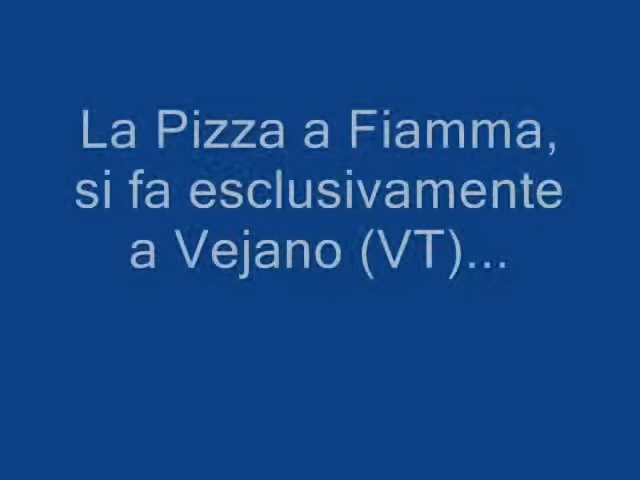 La Pizza a Fiamma,
si fa esclusivamente
a Vejano (VT)...